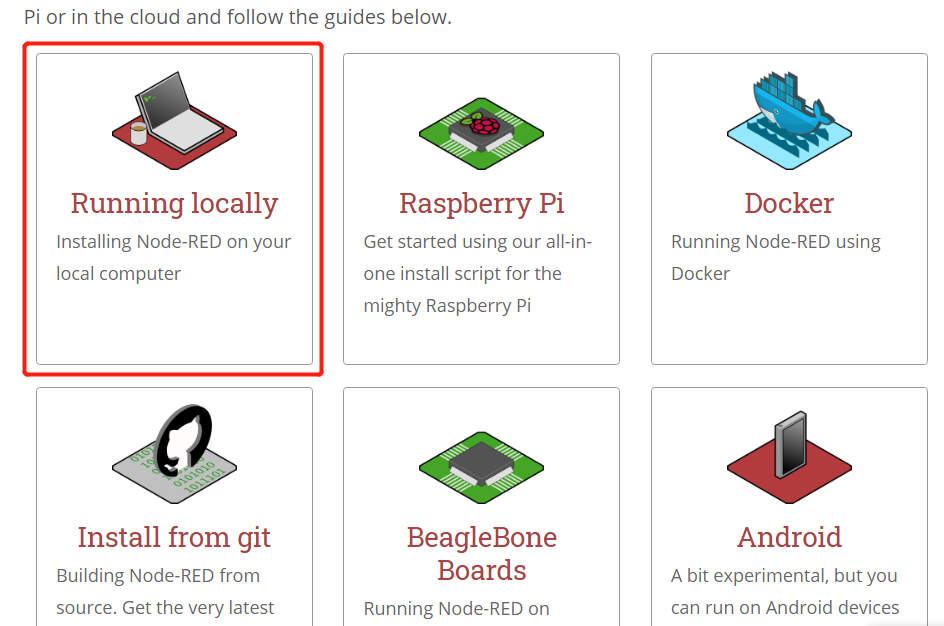 Pi or in the cloud and follow the guides below.
Running locally
Installing Node-RED on your
local computer
Raspberry Pi
Get started using our all-in-
one install script for the
mighty Raspberry Pi
Docker
Running Node-RED using
Docker
Install from git
Building Node-RED from
source. Get the very latest
BeagleBone
Boards
Running Node-RED on
Android
A bit experimental, but you
can run on Android devices